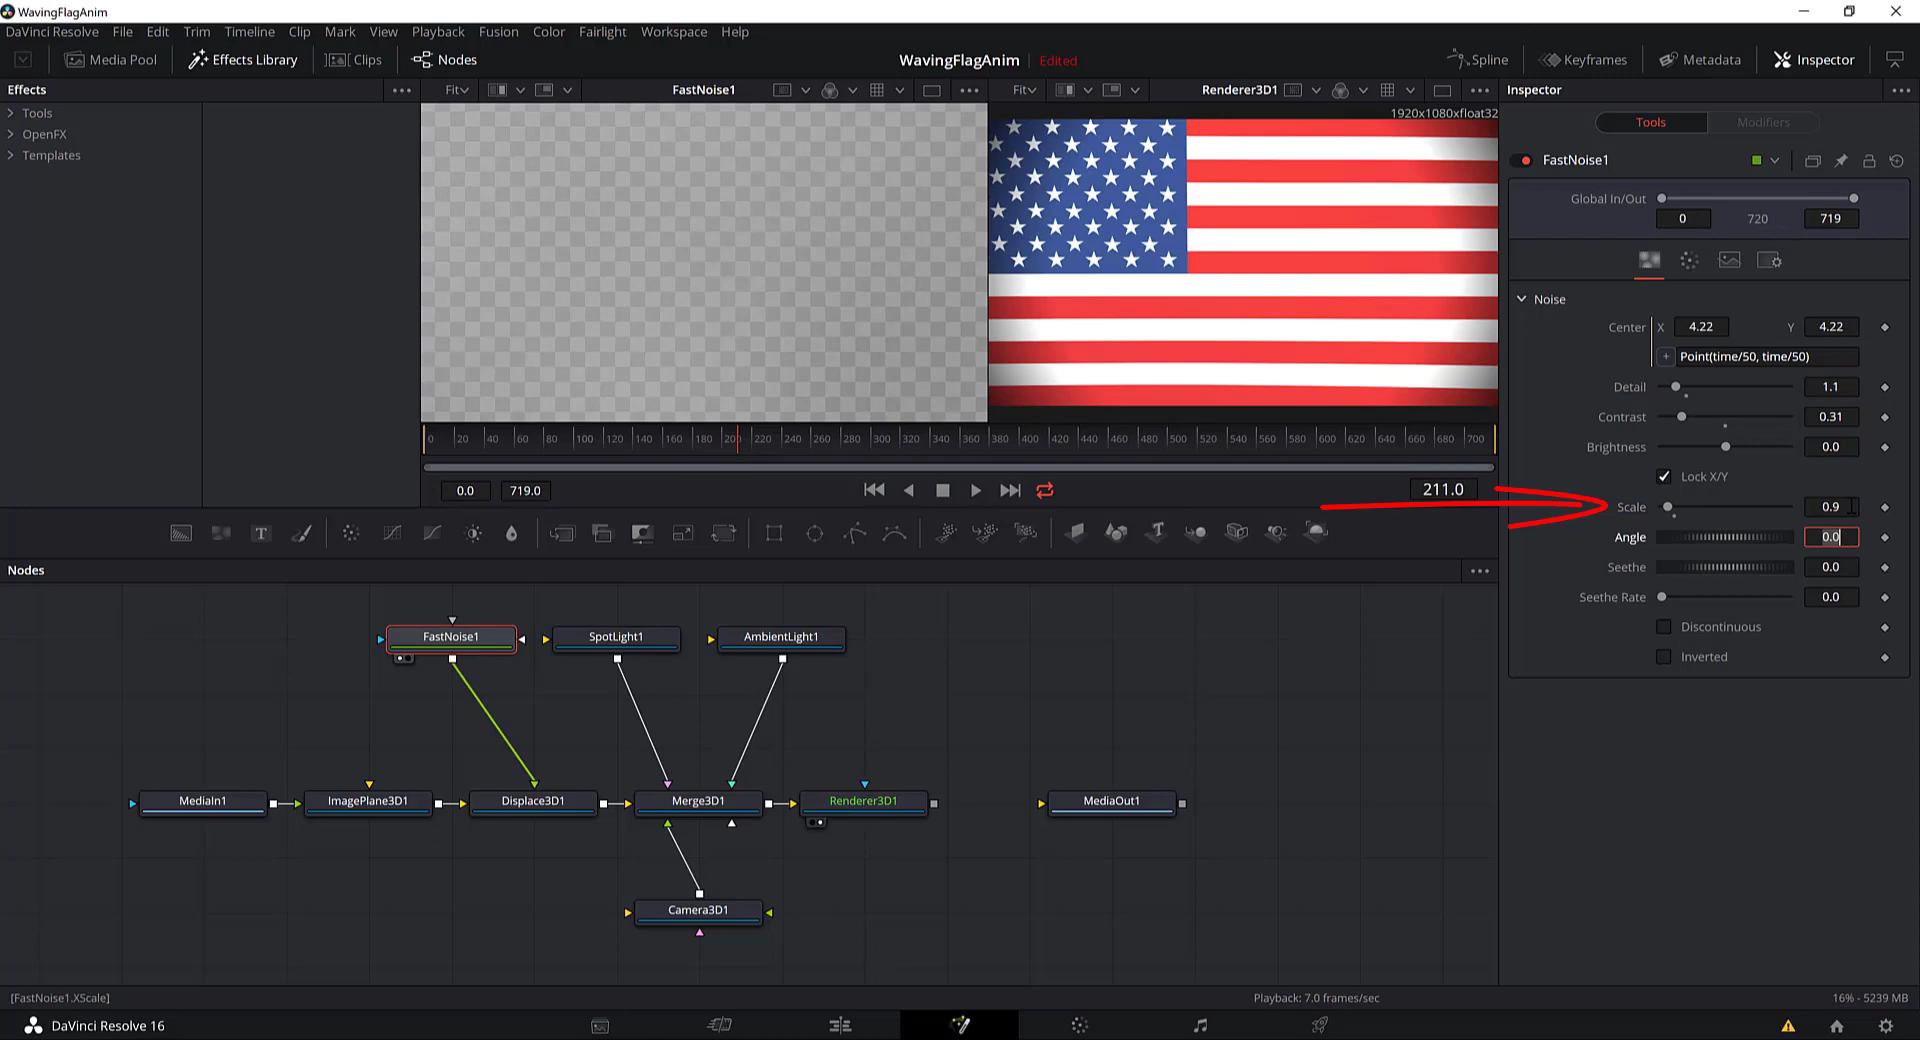 WavingFlagAnim
DaVinci Resolve File Edit Trim Timeline Clip Mark View Playback Fusion Color Fairlight Workspace Help
Media Pool Effects Library Clips Nodes WavingFlagAnim Edited Spline Keyframes Metadata Inspector
Effects Fit FastNoise1 Fit Renderer3D1 Inspector
Tools
OpenFX
Templates
1920x1080xfloat32
Tools Modifiers
FastNoise1
Global In/Out
0 720 719
Noise
Center X 4.22 Y 4.22
Point(time/50, time/50)
Detail 1.1
Contrast 0.31
Brightness 0.0
Lock X/Y
Scale 0.9
Angle 0.0
Seethe 0.0
Seethe Rate 0.0
Discontinuous
Inverted
0 20 40 60 80 100 120 140 160 180 200 220 240 260 280 300 320 340 360 380 400 420 440 460 480 500 520 540 560 580 600 620 640 660 680 700
0.0 719.0 211.0
Nodes
FastNoise1 SpotLight1 AmbientLight1
MediaIn1 ImagePlane3D1 Displace3D1 Merge3D1 Renderer3D1 MediaOut1
Camera3D1
[FastNoise1.XScale] Playback: 7.0 frames/sec 16% - 5239 MB
DaVinci Resolve 16